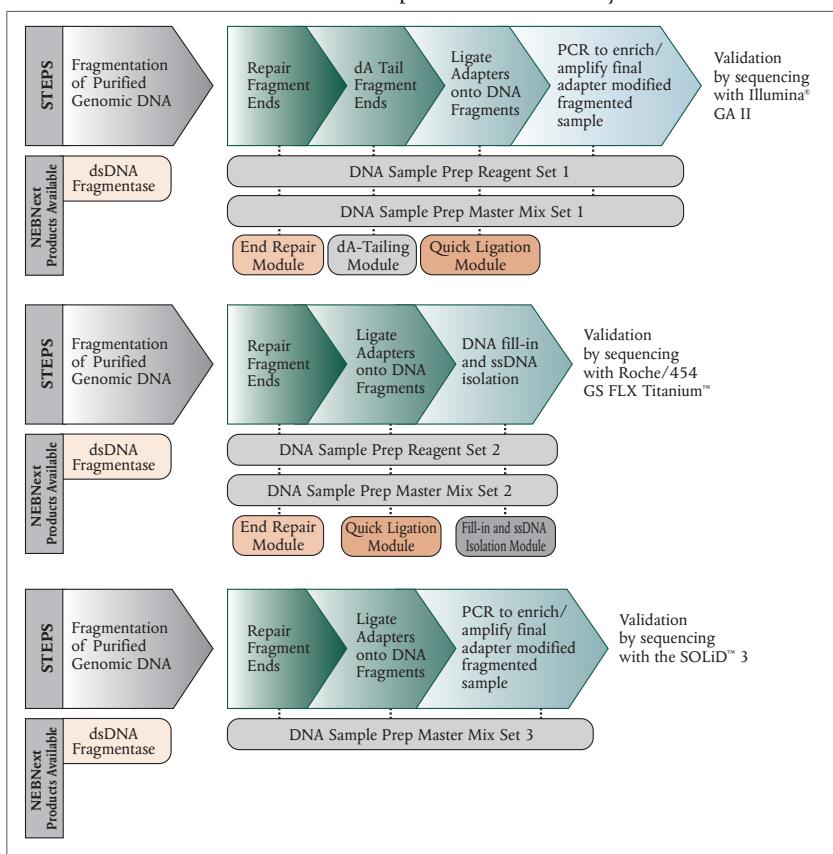 STEPS
Fragmentation
of Purified
Genomic DNA
Repair
Fragment
Ends
dA Tail
Fragment
Ends
Ligate
Adapters
onto DNA
Fragments
PCR to enrich/
amplify final
adapter modified
fragmented
sample
Validation
by sequencing
with Illumina®
GA II
NEBNext
Products Available
dsDNA
Fragmentase
DNA Sample Prep Reagent Set 1
DNA Sample Prep Master Mix Set 1
End Repair
Module
dA-Tailing
Module
Quick Ligation
Module
STEPS
Fragmentation
of Purified
Genomic DNA
Repair
Fragment
Ends
Ligate
Adapters
onto DNA
Fragments
DNA fill-in
and ssDNA
isolation
Validation
by sequencing
with Roche/454
GS FLX Titanium™
NEBNext
Products Available
dsDNA
Fragmentase
DNA Sample Prep Reagent Set 2
DNA Sample Prep Master Mix Set 2
End Repair
Module
Quick Ligation
Module
Fill-in and ssDNA
Isolation Module
STEPS
Fragmentation
of Purified
Genomic DNA
Repair
Fragment
Ends
Ligate
Adapters
onto DNA
Fragments
PCR to enrich/
amplify final
adapter modified
fragmented
sample
Validation
by sequencing
with the SOLiD™ 3
NEBNext
Products Available
dsDNA
Fragmentase
DNA Sample Prep Master Mix Set 3